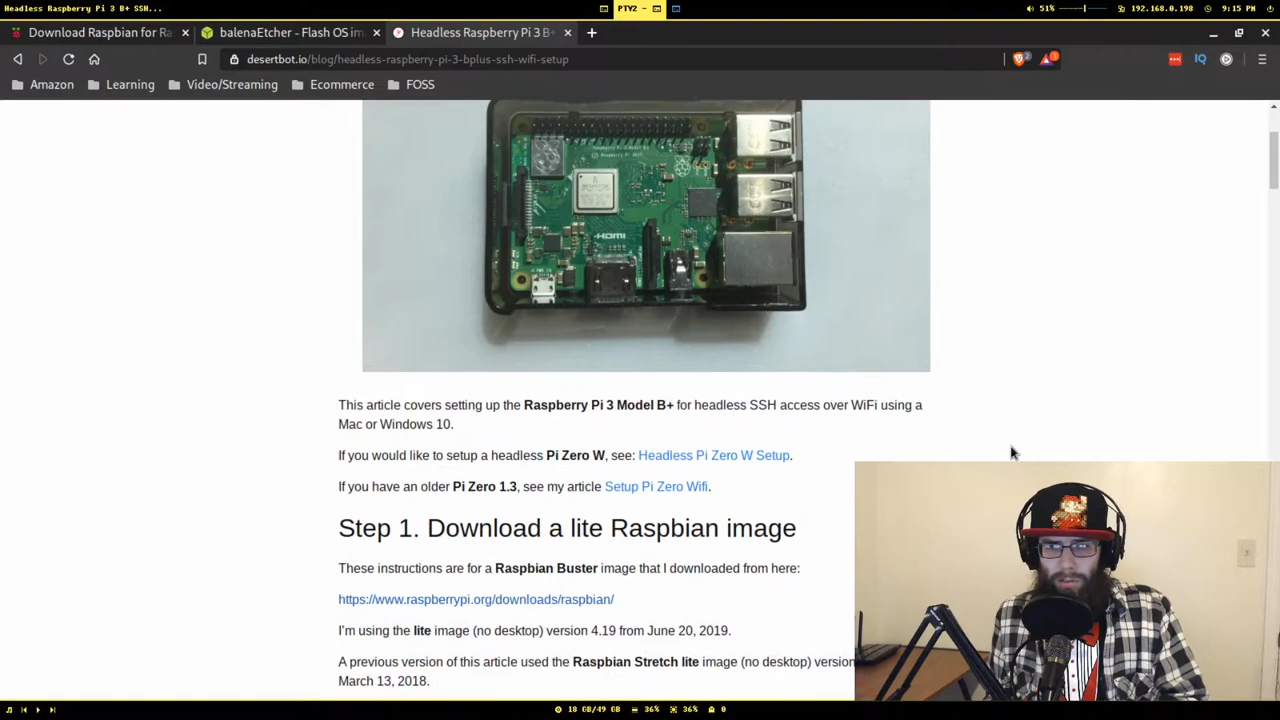 Headless Raspberry Pi 3 B+ SSH...
PTY2 ~
51%
192.168.0.198
9:15 PM
Download Raspbian for Ra
balenaEtcher - Flash OS im
Headless Raspberry Pi 3 B+
desertbot.io/blog/headless-raspberry-pi-3-bplus-ssh-wifi-setup
Amazon
Learning
Video/Streaming
Ecommerce
FOSS
HDMI
This article covers setting up the Raspberry Pi 3 Model B+ for headless SSH access over WiFi using a
Mac or Windows 10.
If you would like to setup a headless Pi Zero W, see: Headless Pi Zero W Setup.
If you have an older Pi Zero 1.3, see my article Setup Pi Zero Wifi.
Step 1. Download a lite Raspbian image
These instructions are for a Raspbian Buster image that I downloaded from here:
https://www.raspberrypi.org/downloads/raspbian/
I'm using the lite image (no desktop) version 4.19 from June 20, 2019.
A previous version of this article used the Raspbian Stretch lite image (no desktop) version
March 13, 2018.
18 GB/49 GB
36%
36%
0